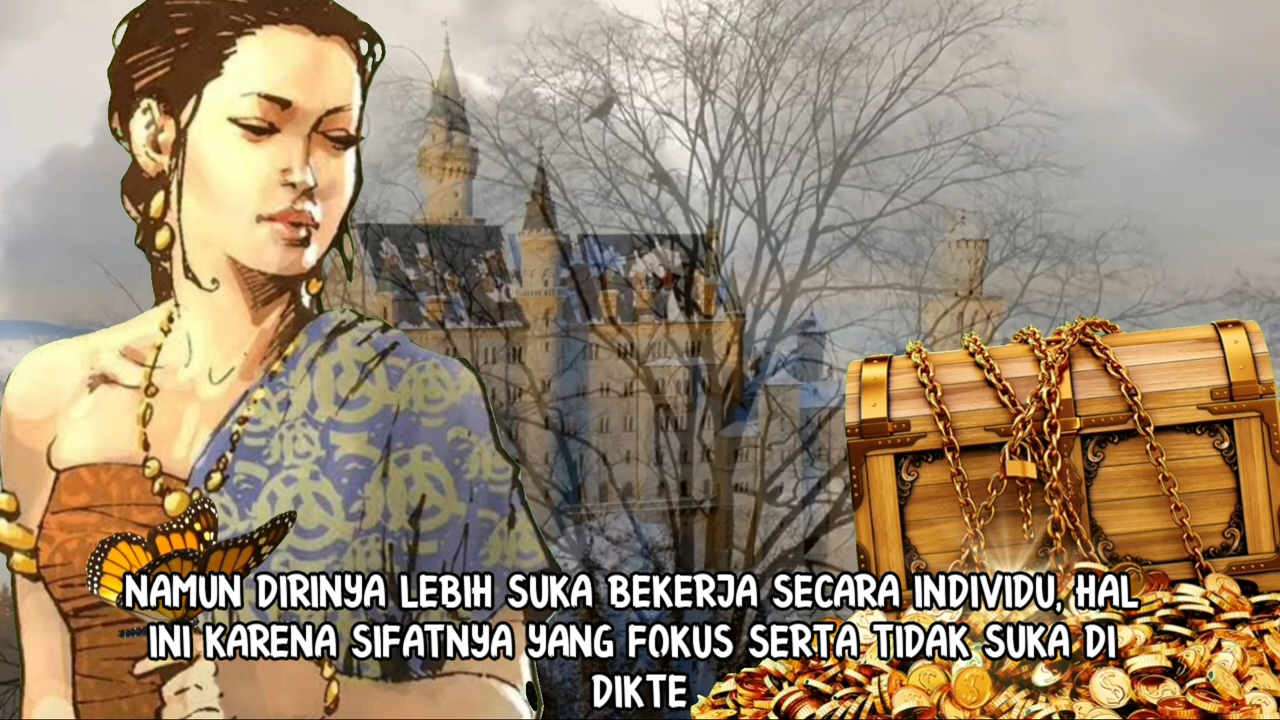 NAMUN DIRINYA LEBIH SUKA BEKERJA SECARA INDIVIDU, HAL
INI KARENA SIFATNYA YANG FOKUS SERTA TIDAK SUKA DI
DIKTE